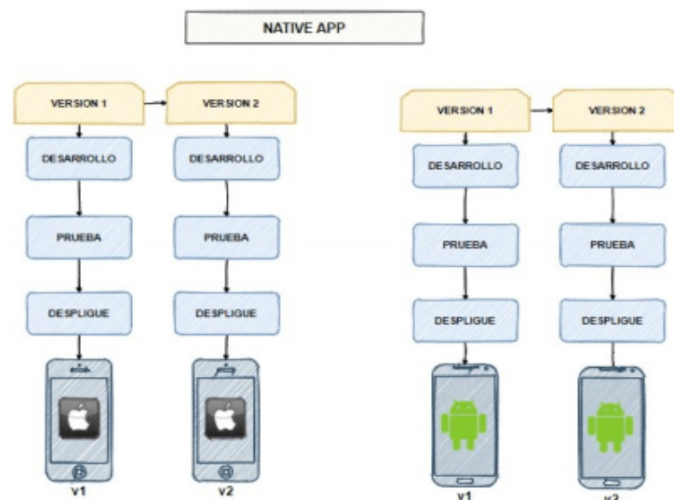 NATIVE APP
VERSION 1
VERSION 2
VERSION 1
VERSION 2
DESARROLLO
DESARROLLO
DESARROLLO
DESARROLLO
PRUEBA
PRUEBA
PRUEBA
PRUEBA
DESPLIGUE
DESPLIGUE
DESPLIGUE
DESPLIGUE
v1
v2
v1
v2